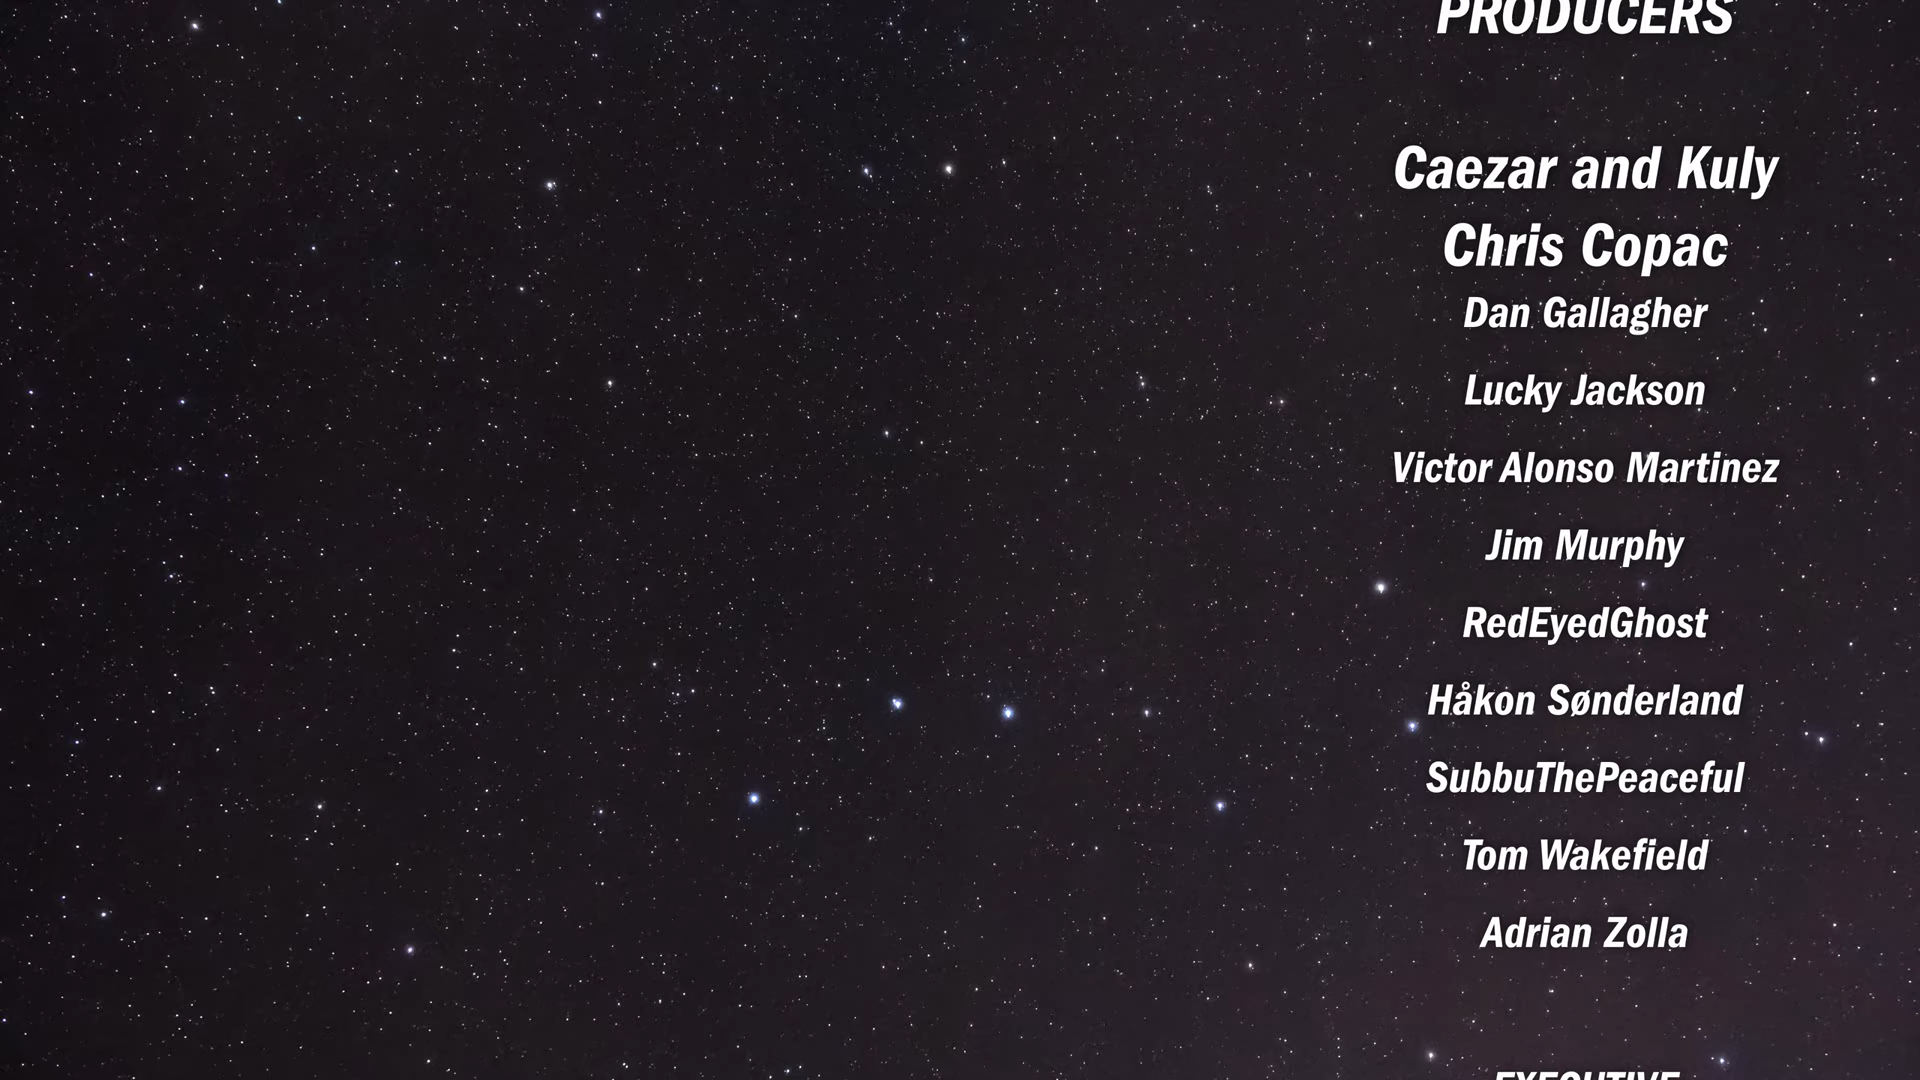 PRODUCERS
Caezar and Kuly
Chris Copac
Dan Gallagher
Lucky Jackson
Victor Alonso Martinez
Jim Murphy
RedEyedGhost
Håkon Sønderland
SubbuThePeaceful
Tom Wakefield
Adrian Zolla
EXECUTIVE